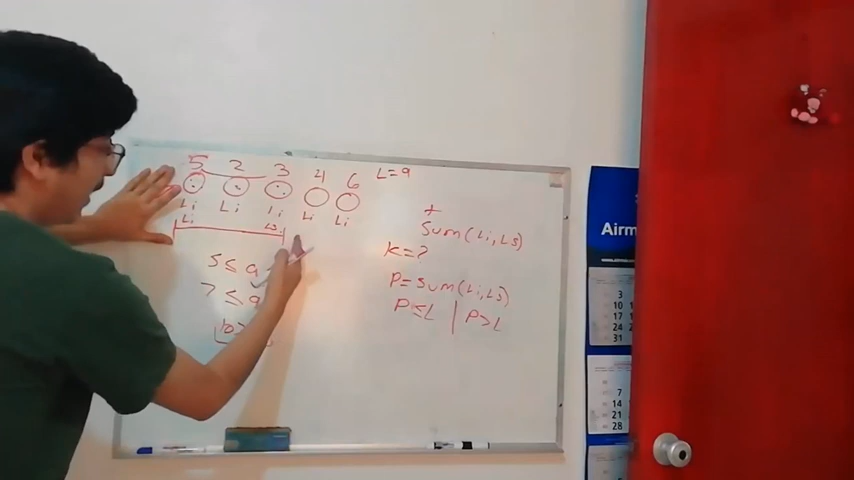 5 2 3 4 6 L=9
Li Li Li Li Li
Li Ls
5 ≤ 9
7 ≤ 9
+
Sum(Li,Ls)
K=?
P=Sum(Li,Ls)
P≤L | P>L
Airm
3
10
17
24
31
7
14
21
28